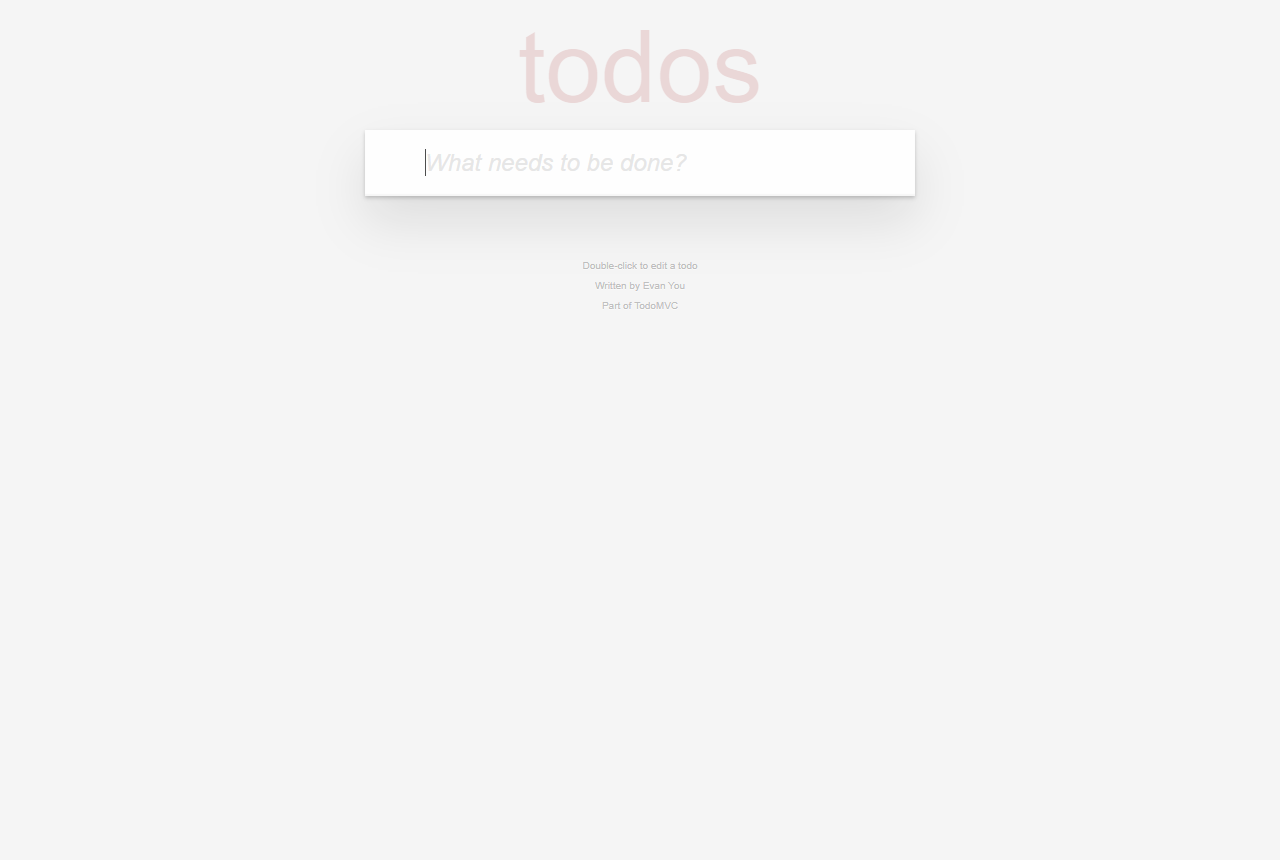 todos
What needs to be done?
Double-click to edit a todo
Written by Evan You
Part of TodoMVC